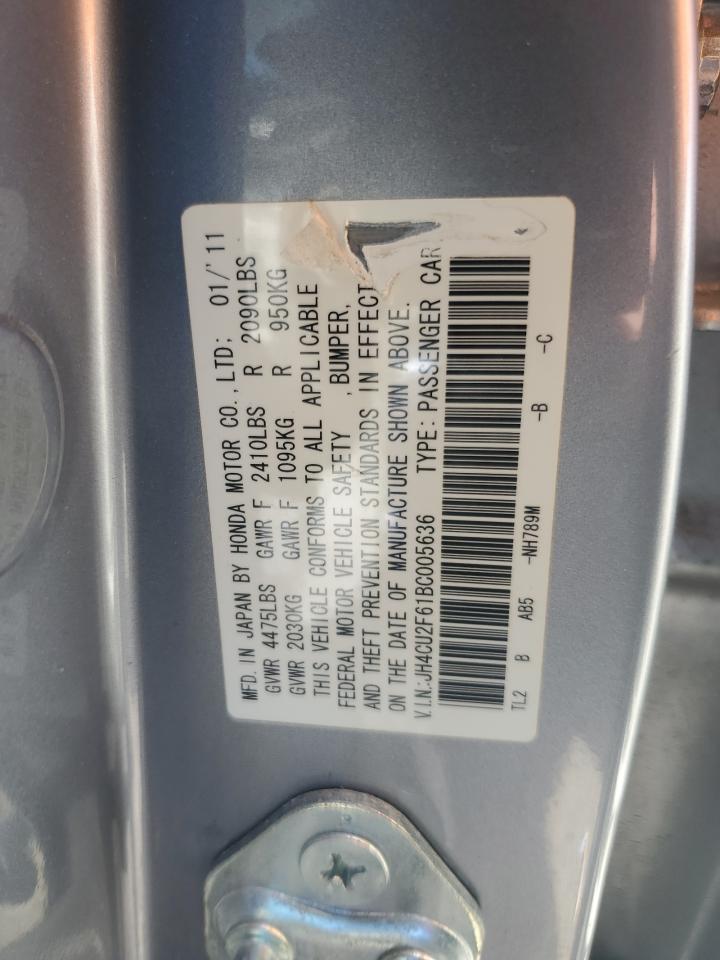 MFD. IN JAPAN BY HONDA MOTOR CO., LTD; 01/'11
GVWR 4475LBS GAWR F 2410LBS R 2090LBS
GVWR 2030KG GAWR F 1095KG R 950KG
THIS VEHICLE CONFORMS TO ALL APPLICABLE
FEDERAL MOTOR VEHICLE SAFETY , BUMPER,
AND THEFT PREVENTION STANDARDS IN EFFECT
ON THE DATE OF MANUFACTURE SHOWN ABOVE.
V.I.N:JH4CU2F61BC005636 TYPE: PASSENGER CAR
TL2 B AB5 -NH789M -B -C